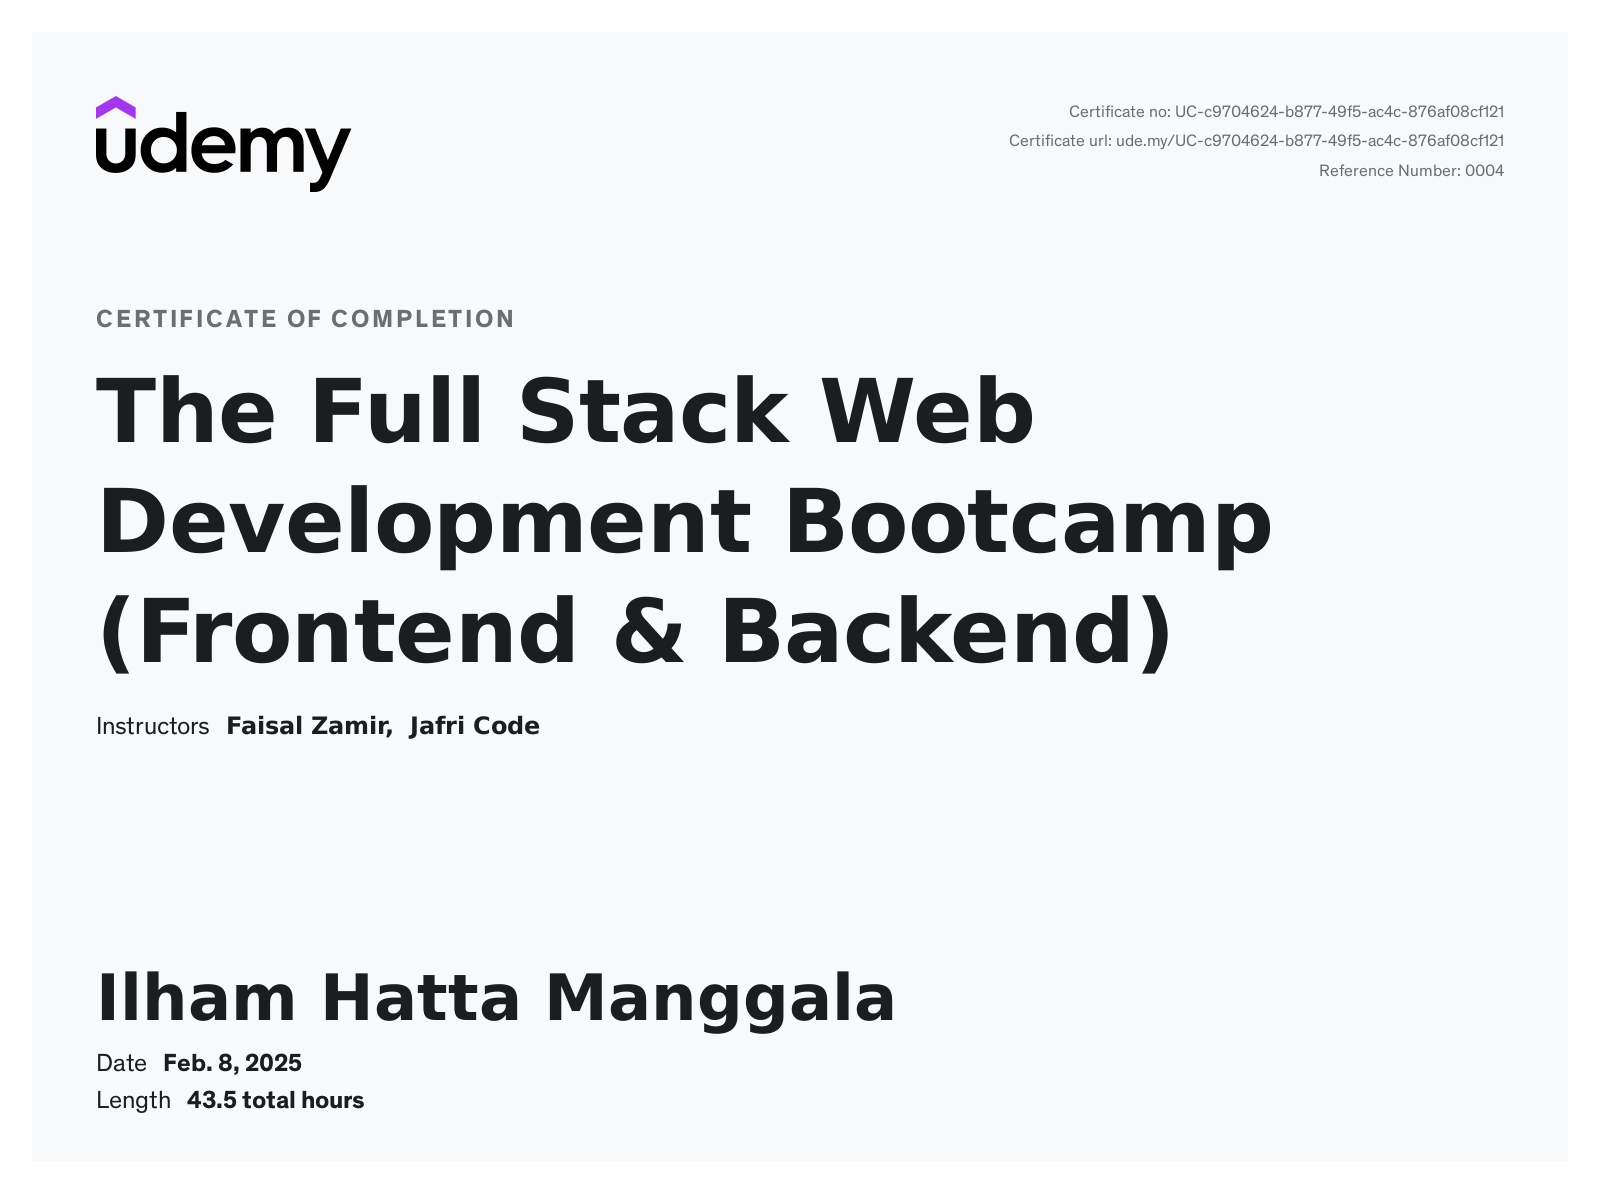 udemy
Certificate no: UC-c9704624-b877-49f5-ac4c-876af08cf121
Certificate url: ude.my/UC-c9704624-b877-49f5-ac4c-876af08cf121
Reference Number: 0004
CERTIFICATE OF COMPLETION
The Full Stack Web
Development Bootcamp
(Frontend & Backend)
Instructors Faisal Zamir, Jafri Code
Ilham Hatta Manggala
Date Feb. 8, 2025
Length 43.5 total hours